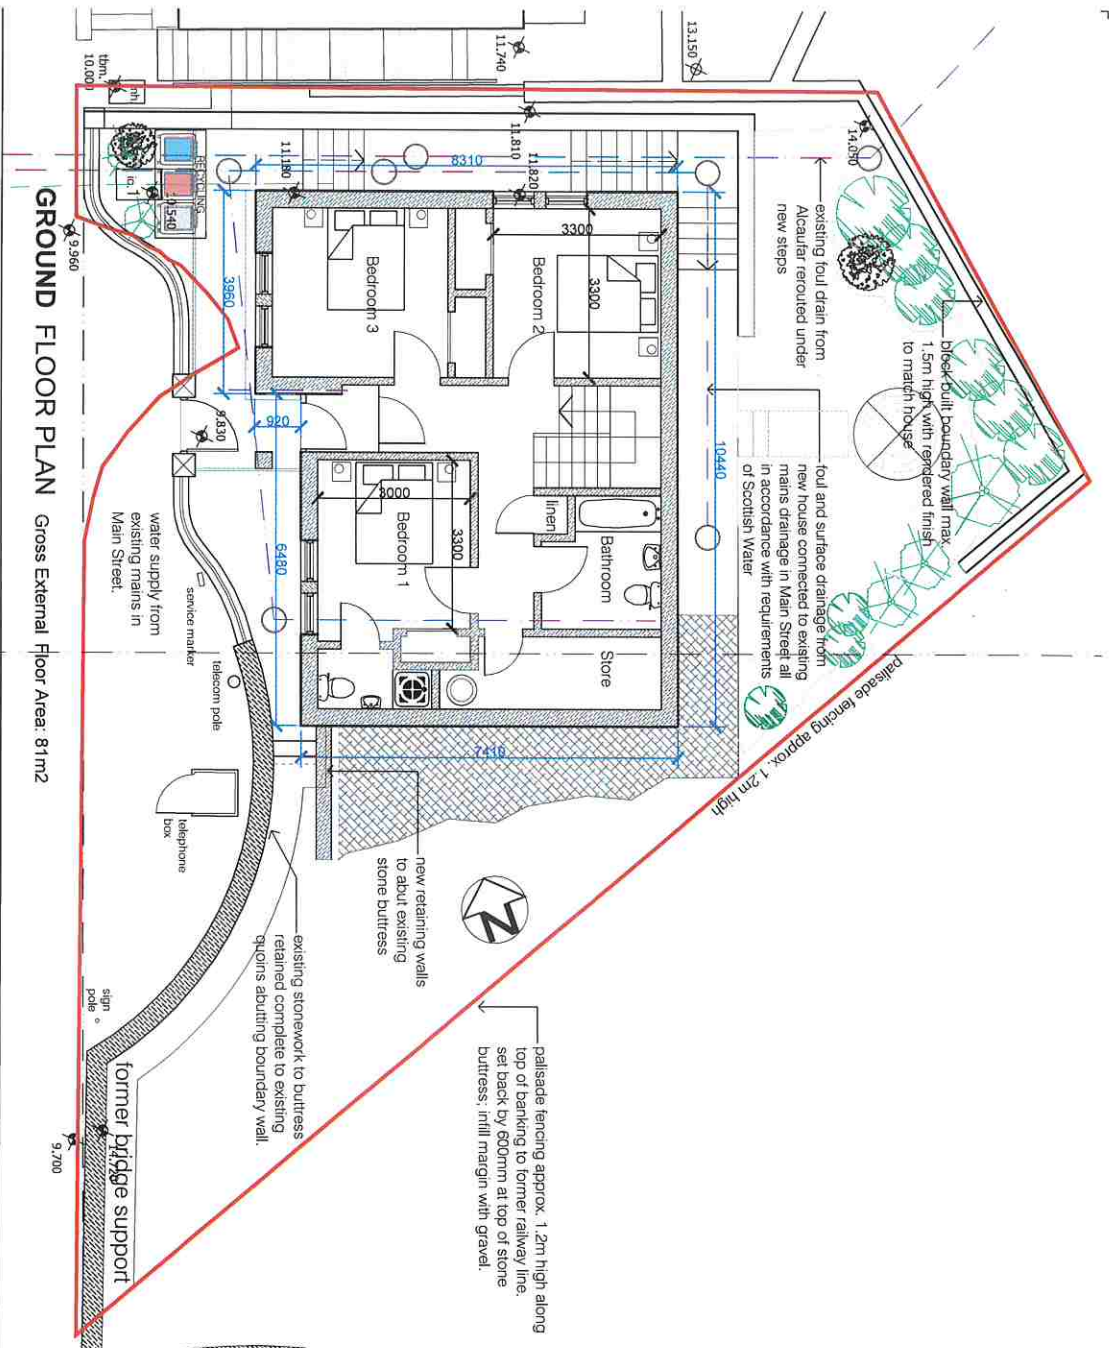 GROUND FLOOR PLAN Gross External Floor Area: 81m2
13.150
11.740
tbm.
10.000
mh
14.050
11.810
11.820
11.180
8310
RECYCLING
ic. 1
9.960
3960
Bedroom 3
Bedroom 2
3300
3300
existing foul drain from
Alcaufar rerouted under
new steps
block built boundary wall max
1.5m high with rendered finish
to match house
9.830
920
10440
foul and surface drainage from
new house connected to existing
mains drainage in Main Street all
in accordance with requirements
of Scottish Water
3000
3300
Bedroom 1
linen
Bathroom
Store
6480
7410
water supply from
existing mains in
Main Street.
service marker
telecom pole
telephone
box
palisade fencing approx. 1.2m high
new retaining walls
to abut existing
stone buttress
N
existing stonework to buttress
retained complete to existing
quoins abutting boundary wall.
palisade fencing approx. 1.2m high along
top of banking to former railway line.
set back by 600mm at top of stone
buttress; infill margin with gravel.
sign
pole
former bridge support
9.700